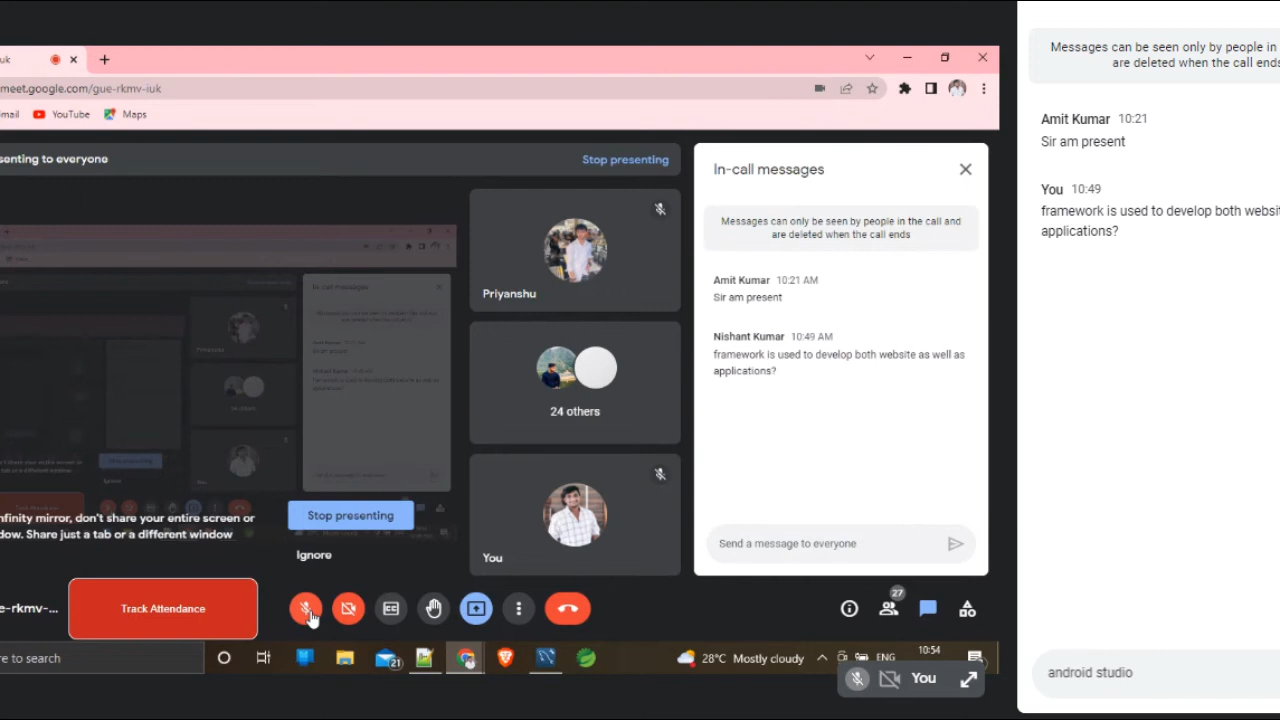 uk
meet.google.com/gue-rkmv-iuk
mail
YouTube
Maps
senting to everyone
Stop presenting
Priyanshu
24 others
You
nfinity mirror, don't share your entire screen or
dow. Share just a tab or a different window
Stop presenting
Ignore
In-call messages
Messages can only be seen by people in the call and
are deleted when the call ends
Amit Kumar 10:21 AM
Sir am present
Nishant Kumar 10:49 AM
framework is used to develop both website as well as
applications?
Send a message to everyone
e-rkmv-...
Track Attendance
27
re to search
21
28°C Mostly cloudy
ENG
10:54
You
Messages can be seen only by people in
are deleted when the call ends
Amit Kumar 10:21
Sir am present
You 10:49
framework is used to develop both websi
applications?
android studio